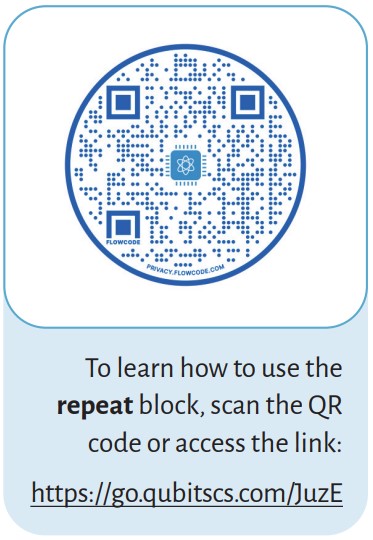 FLOWCODE
PRIVACY.FLOWCODE.COM
To learn how to use the
repeat block, scan the QR
code or access the link:
https://go.qubitscs.com/JuzE